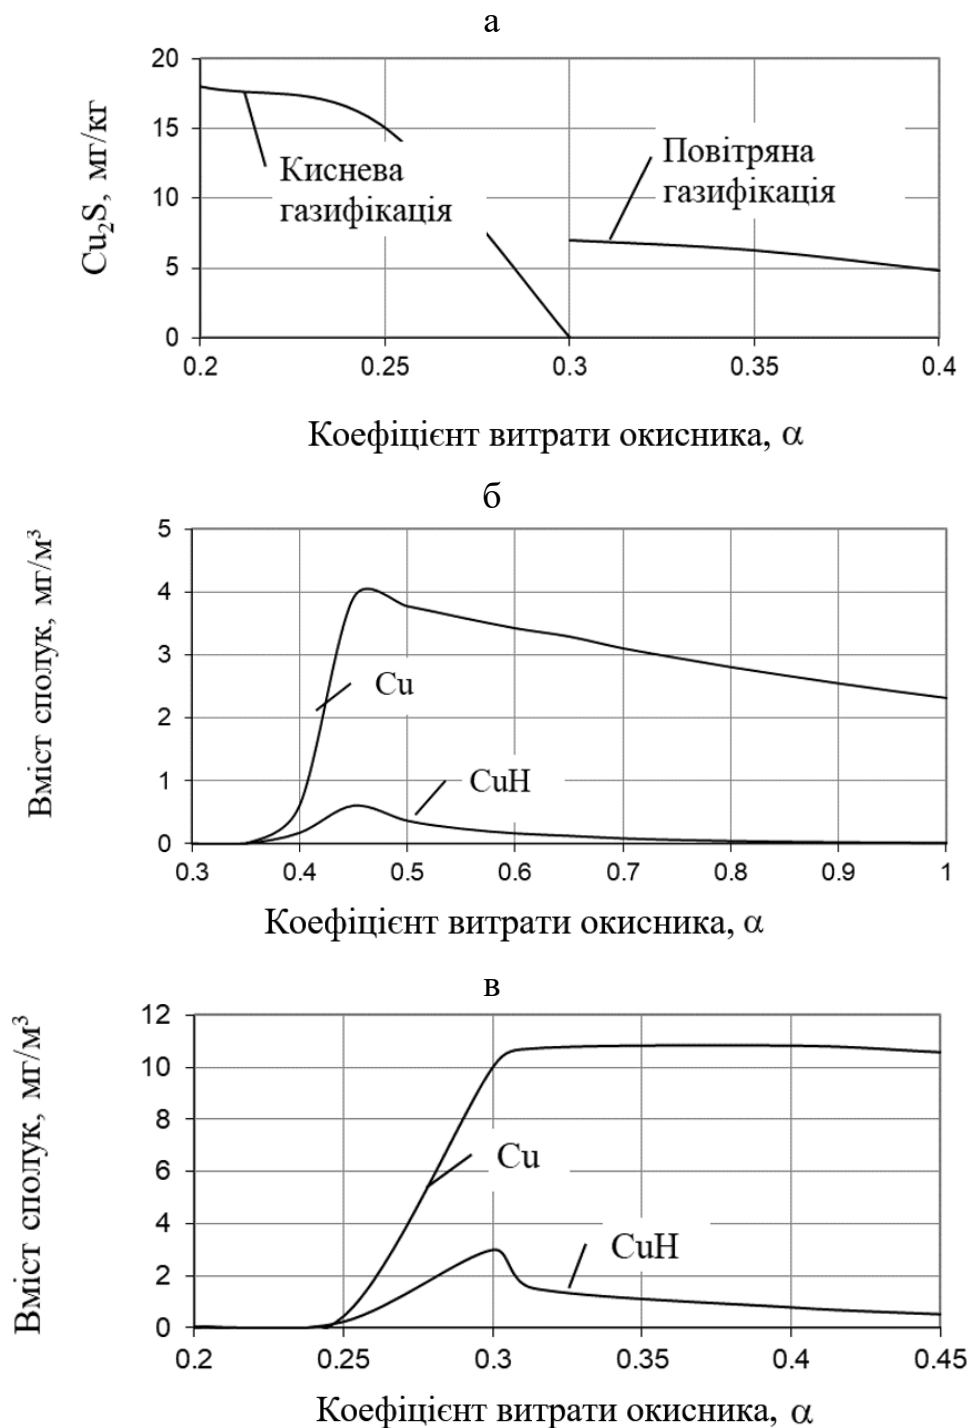 а
20
15
10
5
0
Cu₂S, мг/кг
Киснева
газифікація
Повітряна
газифікація
0.2 0.25 0.3 0.35 0.4
Коефіцієнт витрати окисника, α
б
5
4
3
2
1
0
Вміст сполук, мг/м³
Cu
CuH
0.3 0.4 0.5 0.6 0.7 0.8 0.9 1
Коефіцієнт витрати окисника, α
в
12
10
8
6
4
2
0
Вміст сполук, мг/м³
Cu
CuH
0.2 0.25 0.3 0.35 0.4 0.45
Коефіцієнт витрати окисника, α